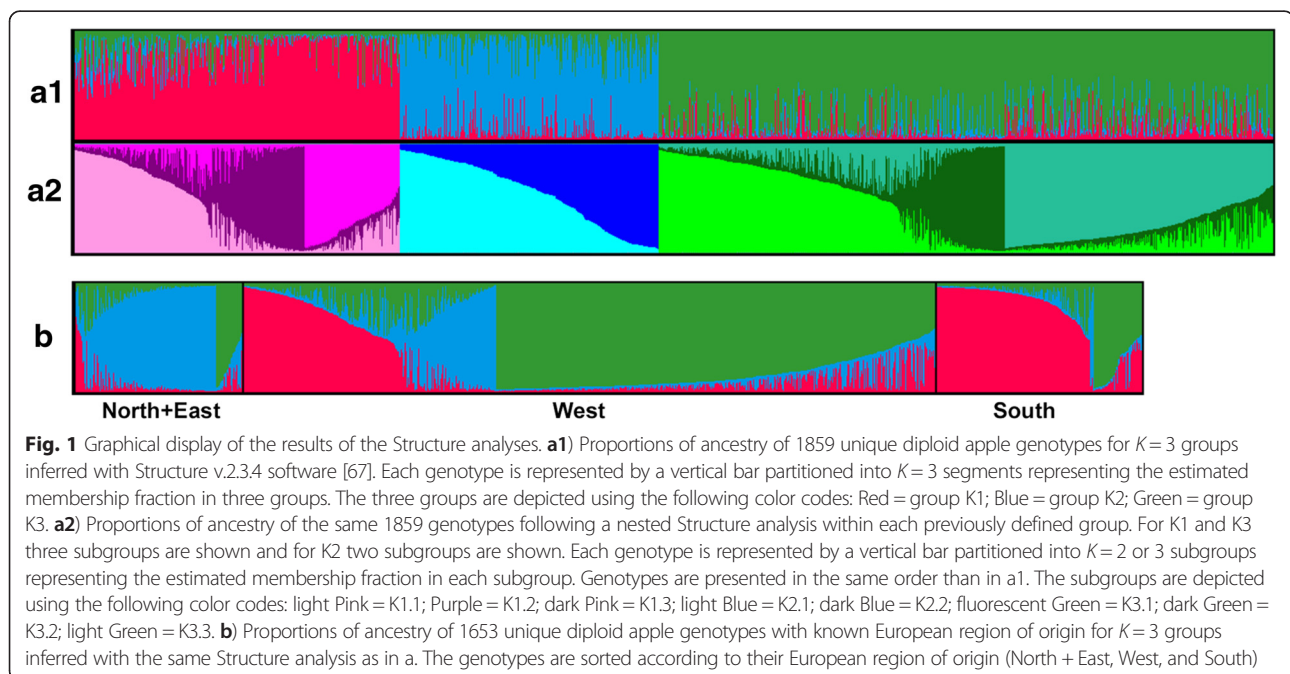 a1
a2
b
North+East West South
Fig. 1 Graphical display of the results of the Structure analyses. a1) Proportions of ancestry of 1859 unique diploid apple genotypes for K = 3 groups
inferred with Structure v.2.3.4 software [67]. Each genotype is represented by a vertical bar partitioned into K = 3 segments representing the estimated
membership fraction in three groups. The three groups are depicted using the following color codes: Red = group K1; Blue = group K2; Green = group
K3. a2) Proportions of ancestry of the same 1859 genotypes following a nested Structure analysis within each previously defined group. For K1 and K3
three subgroups are shown and for K2 two subgroups are shown. Each genotype is represented by a vertical bar partitioned into K = 2 or 3 subgroups
representing the estimated membership fraction in each subgroup. Genotypes are presented in the same order than in a1. The subgroups are depicted
using the following color codes: light Pink = K1.1; Purple = K1.2; dark Pink = K1.3; light Blue = K2.1; dark Blue = K2.2; fluorescent Green = K3.1; dark Green =
K3.2; light Green = K3.3. b) Proportions of ancestry of 1653 unique diploid apple genotypes with known European region of origin for K = 3 groups
inferred with the same Structure analysis as in a. The genotypes are sorted according to their European region of origin (North + East, West, and South)